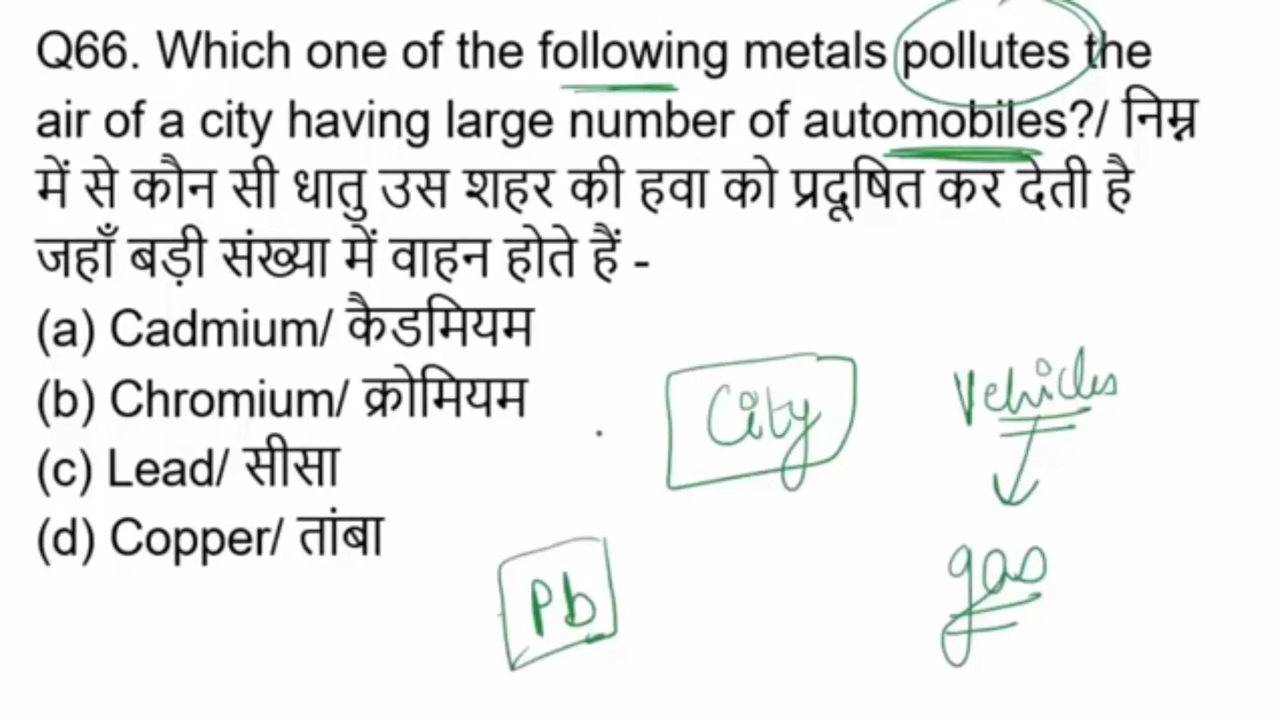 Q66. Which one of the following metals pollutes the
air of a city having large number of automobiles?/ निम्न
में से कौन सी धातु उस शहर की हवा को प्रदूषित कर देती है
जहाँ बड़ी संख्या में वाहन होते हैं -
(a) Cadmium/ कैडमियम
(b) Chromium/ क्रोमियम
(c) Lead/ सीसा
(d) Copper/ तांबा
City
Vehicles
gas
Pb